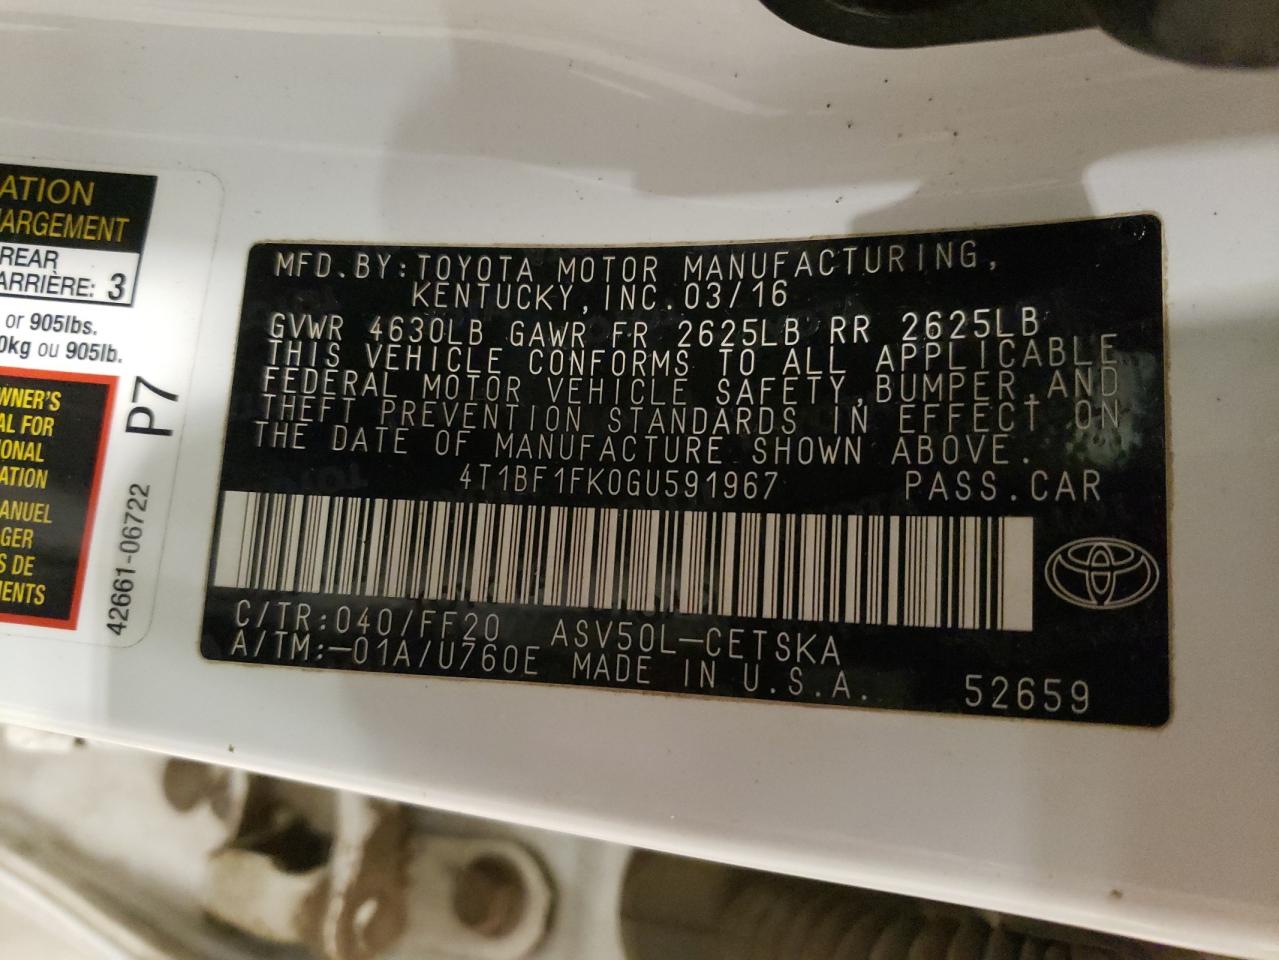 ATION
ARGEMENT
REAR
ARRIÈRE: 3
or 905lbs.
0kg ou 905lb.
WNER'S
AL FOR
IONAL
ATION
ANUEL
GER
S DE
MENTS
P7
42661-06722
MFD.BY:TOYOTA MOTOR MANUFACTURING,
KENTUCKY,INC.03/16
GVWR 4630LB GAWR FR 2625LB RR 2625LB
THIS VEHICLE CONFORMS TO ALL APPLICABLE
FEDERAL MOTOR VEHICLE SAFETY,BUMPER,AND
THEFT PREVENTION STANDARDS IN EFFECT ON
THE DATE OF MANUFACTURE SHOWN ABOVE.
4T1BF1FK0GU591967 PASS.CAR
C/TR:040/FF20 ASV50L-CETSKA
A/TM:-01A/U760E MADE IN U.S.A. 52659